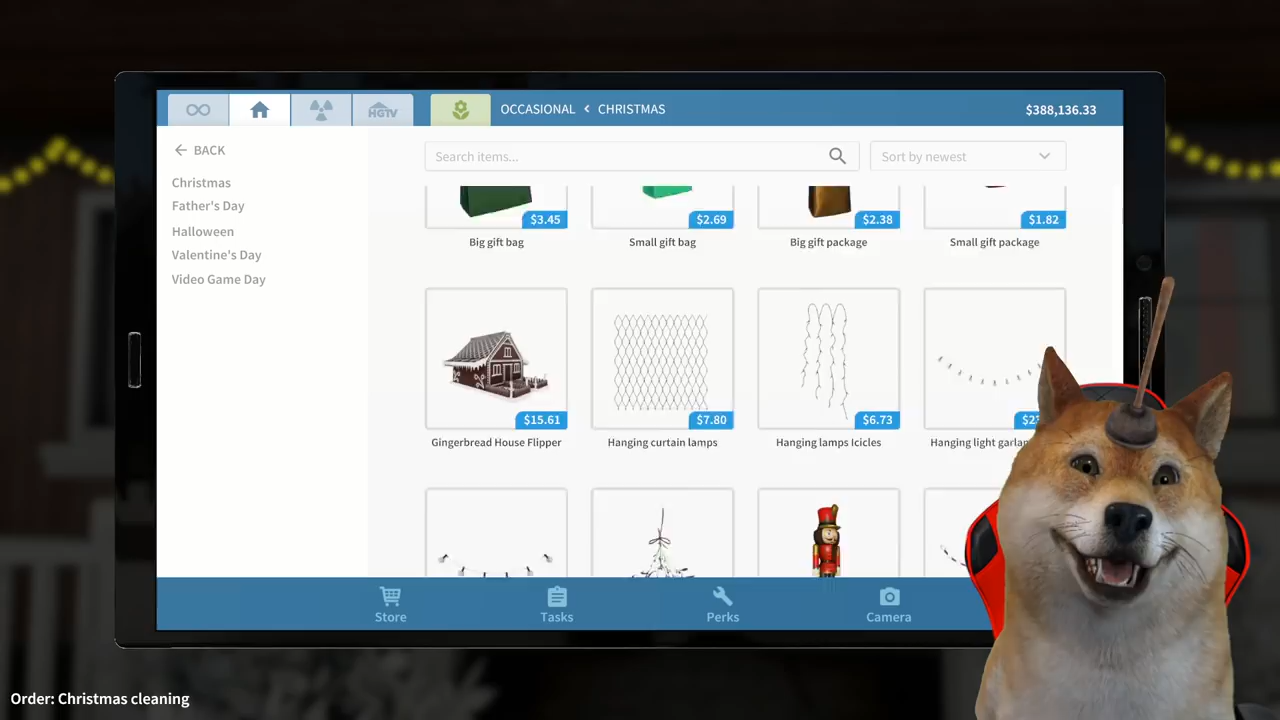 HGTV
OCCASIONAL < CHRISTMAS
$388,136.33
BACK
Search items...
Sort by newest
Christmas
Father's Day
Halloween
Valentine's Day
Video Game Day
$3.45
$2.69
$2.38
$1.82
Big gift bag
Small gift bag
Big gift package
Small gift package
$15.61
$7.80
$6.73
Gingerbread House Flipper
Hanging curtain lamps
Hanging lamps Icicles
Hanging light
Store
Tasks
Perks
Camera
Order: Christmas cleaning